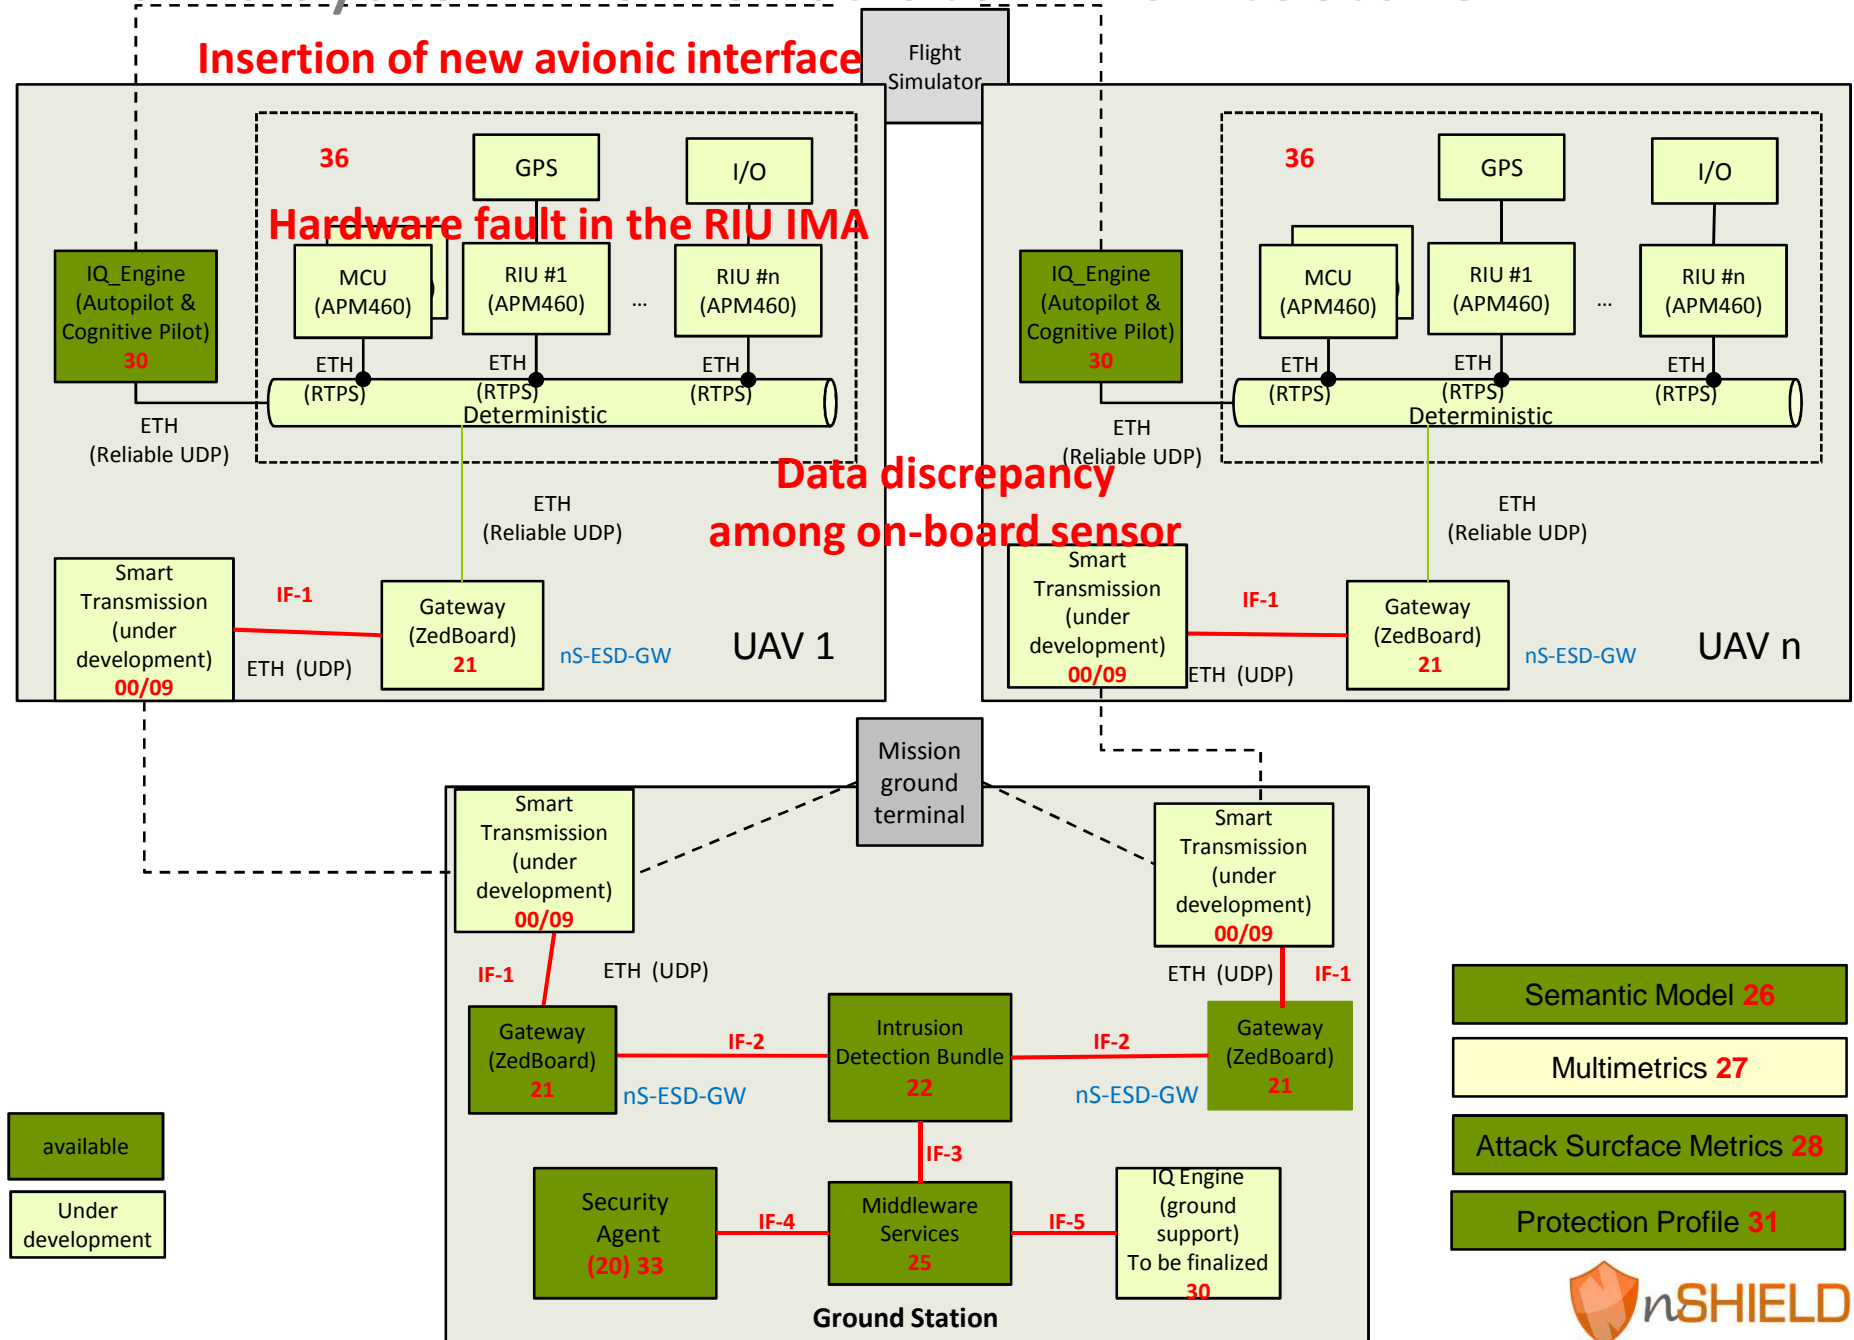 Insertion of new avionic interface
Flight
Simulator
36
GPS
I/O
Hardware fault in the RIU IMA
IQ_Engine
(Autopilot &
Cognitive Pilot)
30
MCU
(APM460)
RIU #1
(APM460)
...
RIU #n
(APM460)
ETH
(RTPS)
ETH
(RTPS)
ETH
(RTPS)
Deterministic
ETH
(Reliable UDP)
ETH
(Reliable UDP)
Smart
Transmission
(under
development)
00/09
IF-1
ETH (UDP)
Gateway
(ZedBoard)
21
nS-ESD-GW
UAV 1
Data discrepancy
among on-board sensor
36
GPS
I/O
IQ_Engine
(Autopilot &
Cognitive Pilot)
30
MCU
(APM460)
RIU #1
(APM460)
...
RIU #n
(APM460)
ETH
(RTPS)
ETH
(RTPS)
ETH
(RTPS)
Deterministic
ETH
(Reliable UDP)
ETH
(Reliable UDP)
Smart
Transmission
(under
development)
00/09
IF-1
ETH (UDP)
Gateway
(ZedBoard)
21
nS-ESD-GW
UAV n
Mission
ground
terminal
Smart
Transmission
(under
development)
00/09
Smart
Transmission
(under
development)
00/09
IF-1
ETH (UDP)
ETH (UDP)
IF-1
Gateway
(ZedBoard)
21
IF-2
nS-ESD-GW
Intrusion
Detection Bundle
22
IF-2
nS-ESD-GW
Gateway
(ZedBoard)
21
IF-3
Security
Agent
(20) 33
IF-4
Middleware
Services
25
IF-5
IQ Engine
(ground
support)
To be finalized
30
Ground Station
available
Under
development
Semantic Model 26
Multimetrics 27
Attack Surcface Metrics 28
Protection Profile 31
nSHIELD